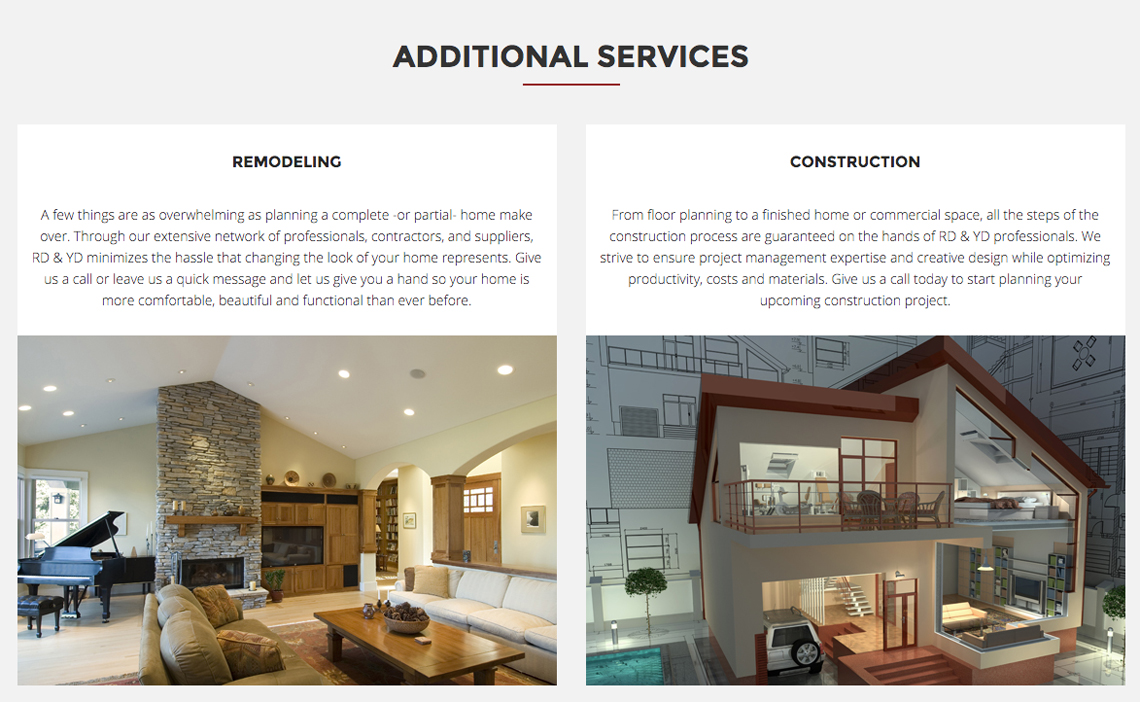 ADDITIONAL SERVICES
REMODELING
A few things are as overwhelming as planning a complete -or partial- home make
over. Through our extensive network of professionals, contractors, and suppliers,
RD & YD minimizes the hassle that changing the look of your home represents. Give
us a call or leave us a quick message and let us give you a hand so your home is
more comfortable, beautiful and functional than ever before.
CONSTRUCTION
From floor planning to a finished home or commercial space, all the steps of the
construction process are guaranteed on the hands of RD & YD professionals. We
strive to ensure project management expertise and creative design while optimizing
productivity, costs and materials. Give us a call today to start planning your
upcoming construction project.